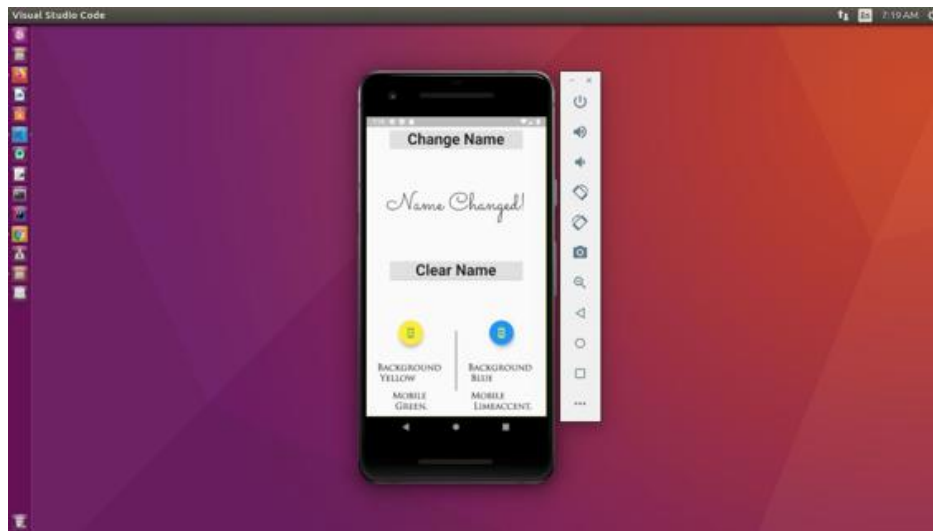 Visual Studio Code
En 7:19 AM
Change Name
Name Changed!
Clear Name
BACKGROUND
YELLOW
MOBILE
GREEN.
BACKGROUND
BLUE
MOBILE
LIMEACCENT.